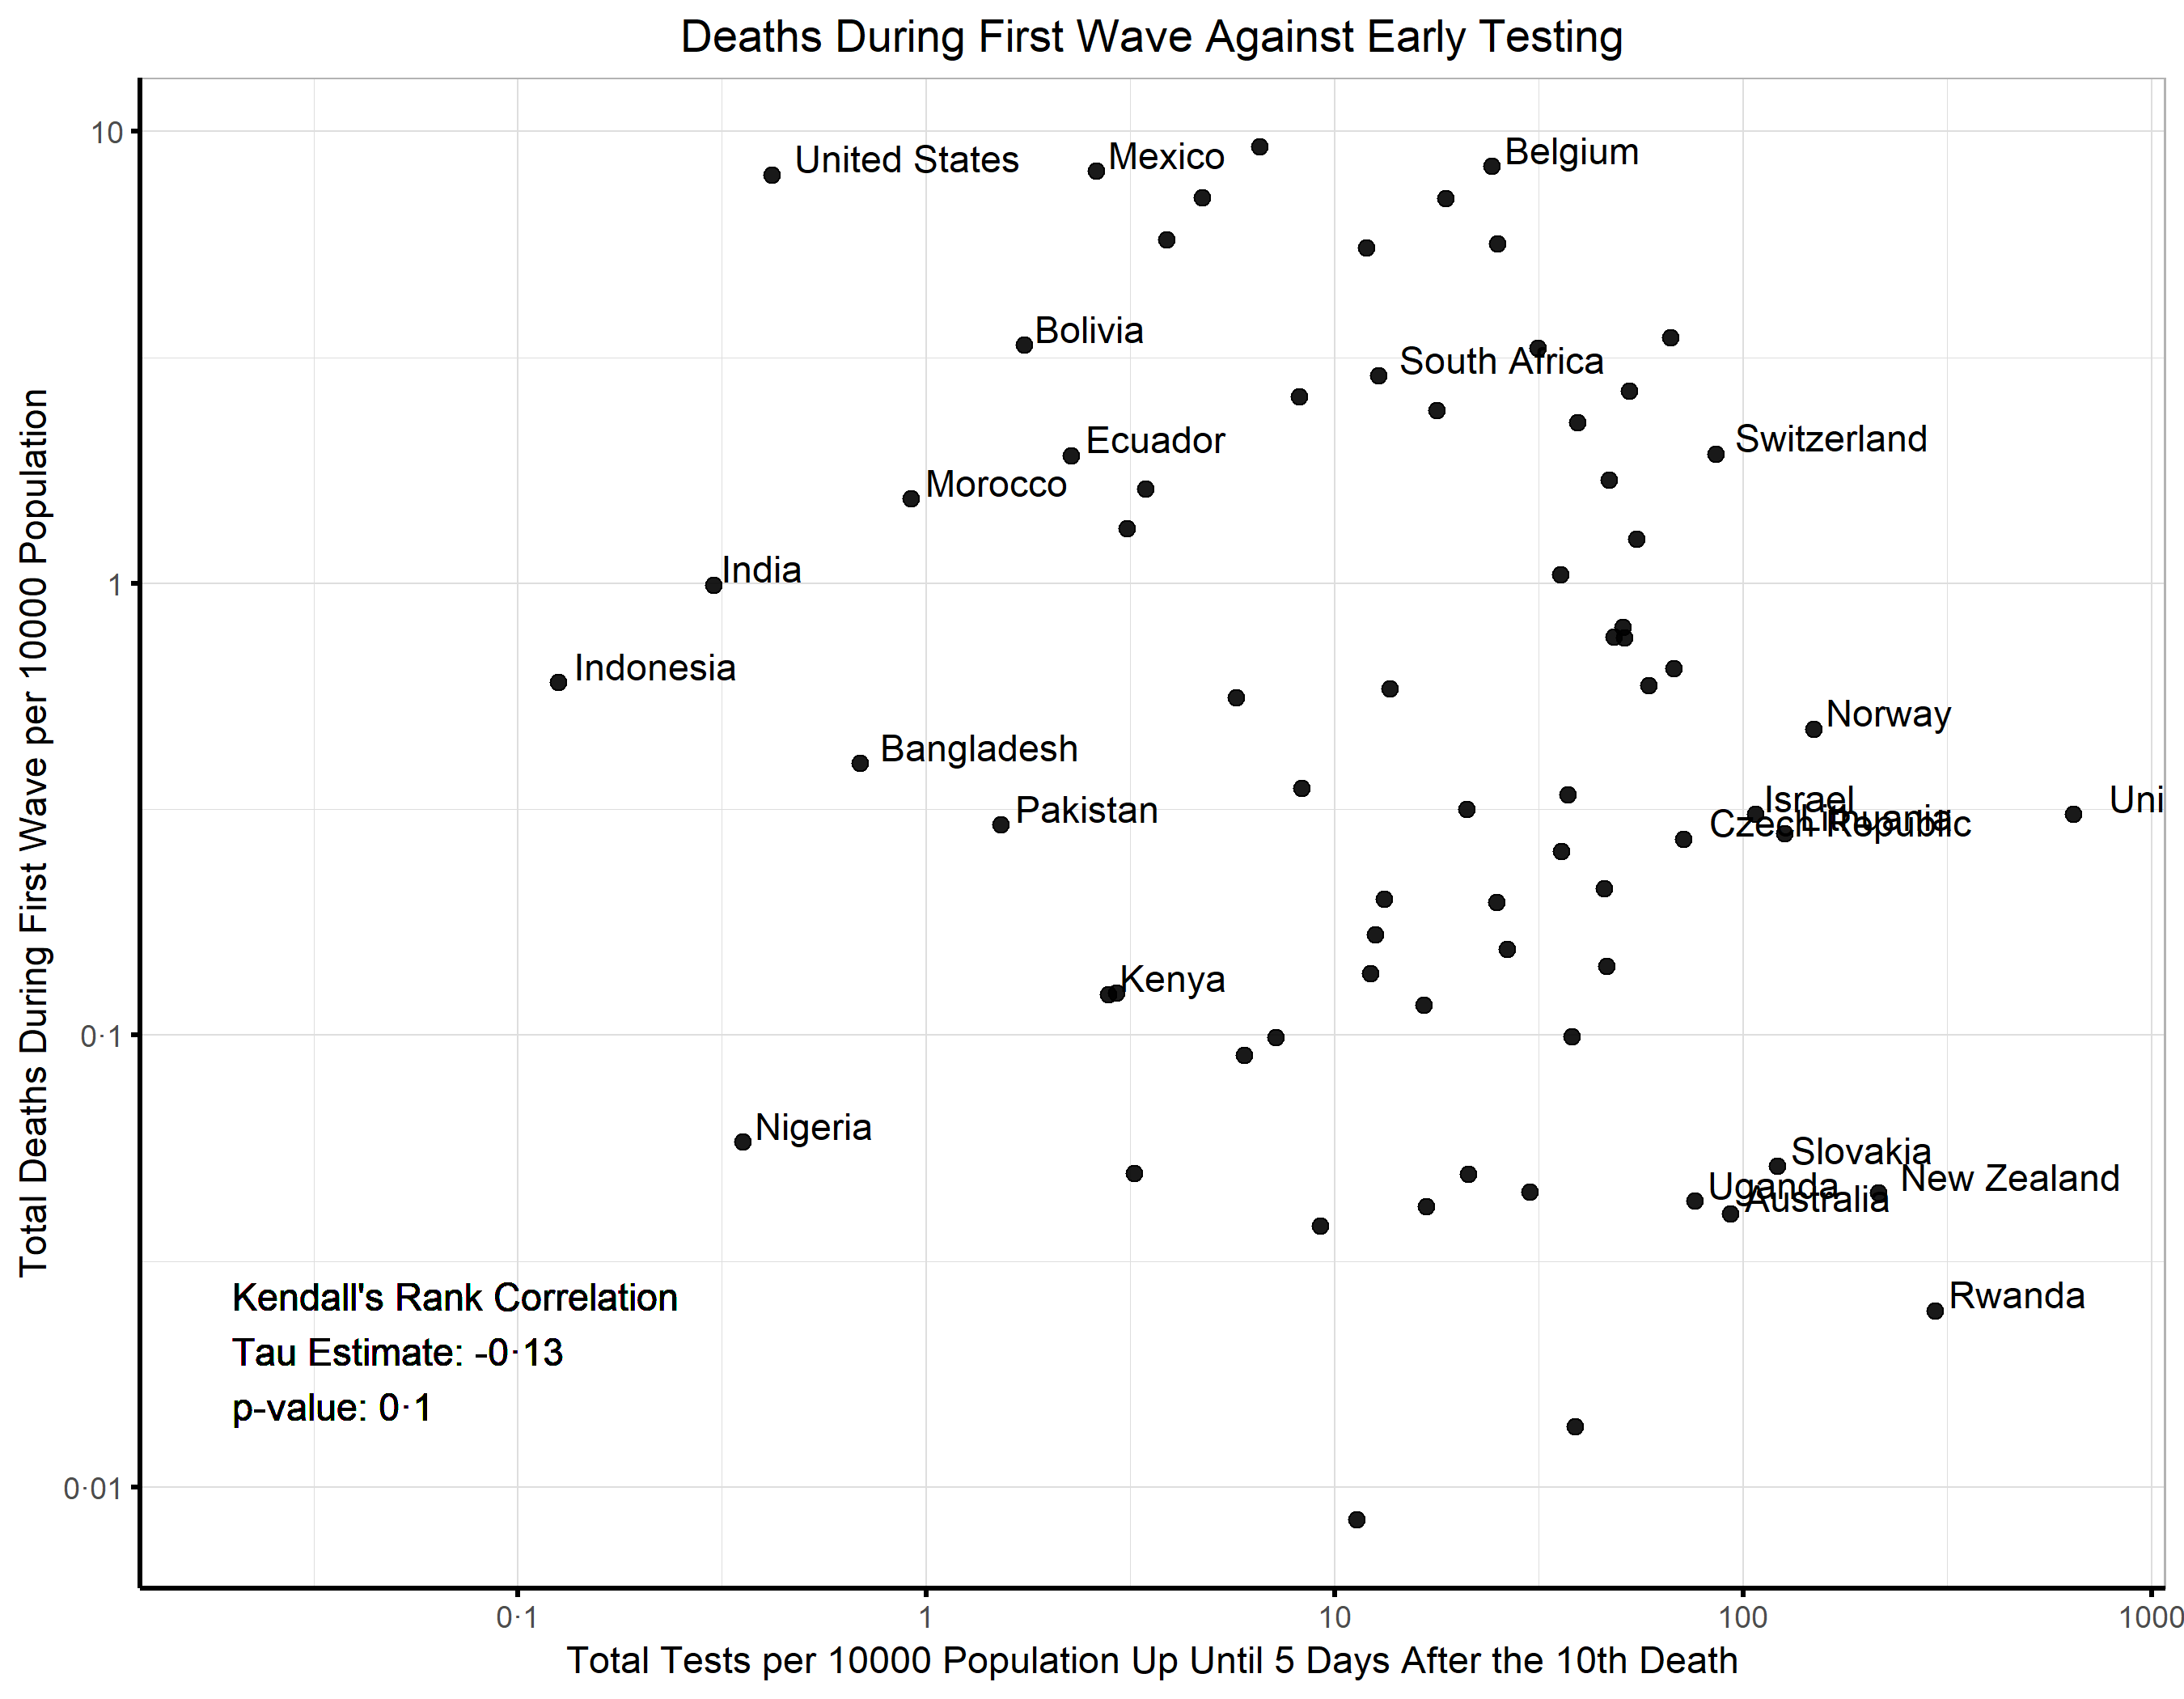 Deaths During First Wave Against Early Testing
Total Deaths During First Wave per 10000 Population
10
1
0·1
0·01
United States
Mexico
Belgium
Bolivia
South Africa
Ecuador
Switzerland
Morocco
India
Indonesia
Norway
Bangladesh
Israel
Uni
Pakistan
Lithuania
Czech Republic
Kenya
Nigeria
Slovakia
New Zealand
Uganda
Australia
Rwanda
Kendall's Rank Correlation
Tau Estimate: -0·13
p-value: 0·1
0·1
1
10
100
1000
Total Tests per 10000 Population Up Until 5 Days After the 10th Death